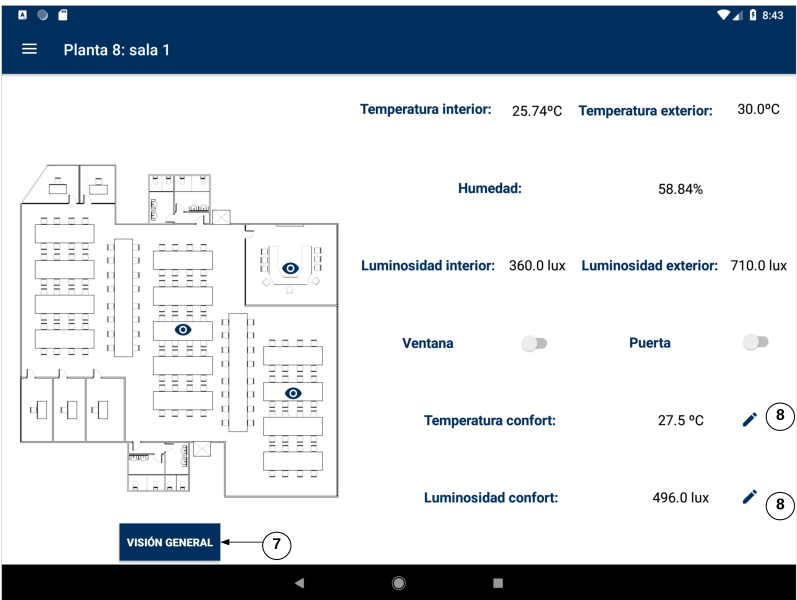 A 8:43
Planta 8: sala 1
Temperatura interior: 25.74ºC Temperatura exterior: 30.0ºC
Humedad: 58.84%
Luminosidad interior: 360.0 lux Luminosidad exterior: 710.0 lux
Ventana Puerta
Temperatura confort: 27.5 ºC 8
Luminosidad confort: 496.0 lux 8
VISIÓN GENERAL 7